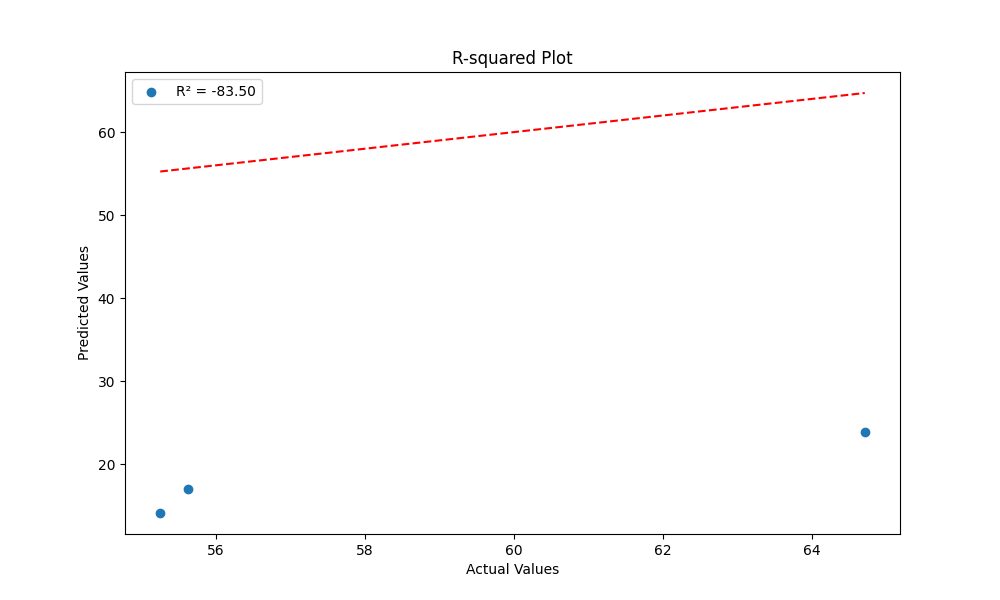 R-squared Plot
R² = -83.50
60
50
40
30
20
Predicted Values
56 58 60 62 64
Actual Values